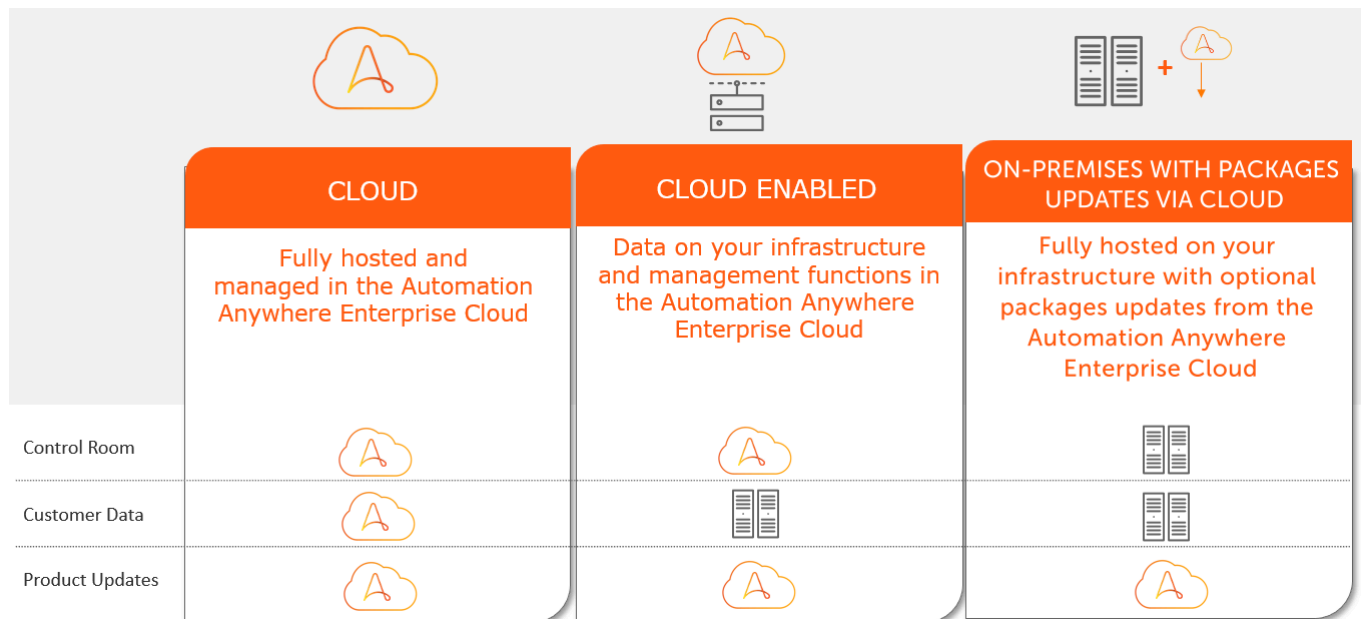 CLOUD
Fully hosted and
managed in the Automation
Anywhere Enterprise Cloud
CLOUD ENABLED
Data on your infrastructure
and management functions in
the Automation Anywhere
Enterprise Cloud
ON-PREMISES WITH PACKAGES
UPDATES VIA CLOUD
Fully hosted on your
infrastructure with optional
packages updates from the
Automation Anywhere
Enterprise Cloud
Control Room
Customer Data
Product Updates